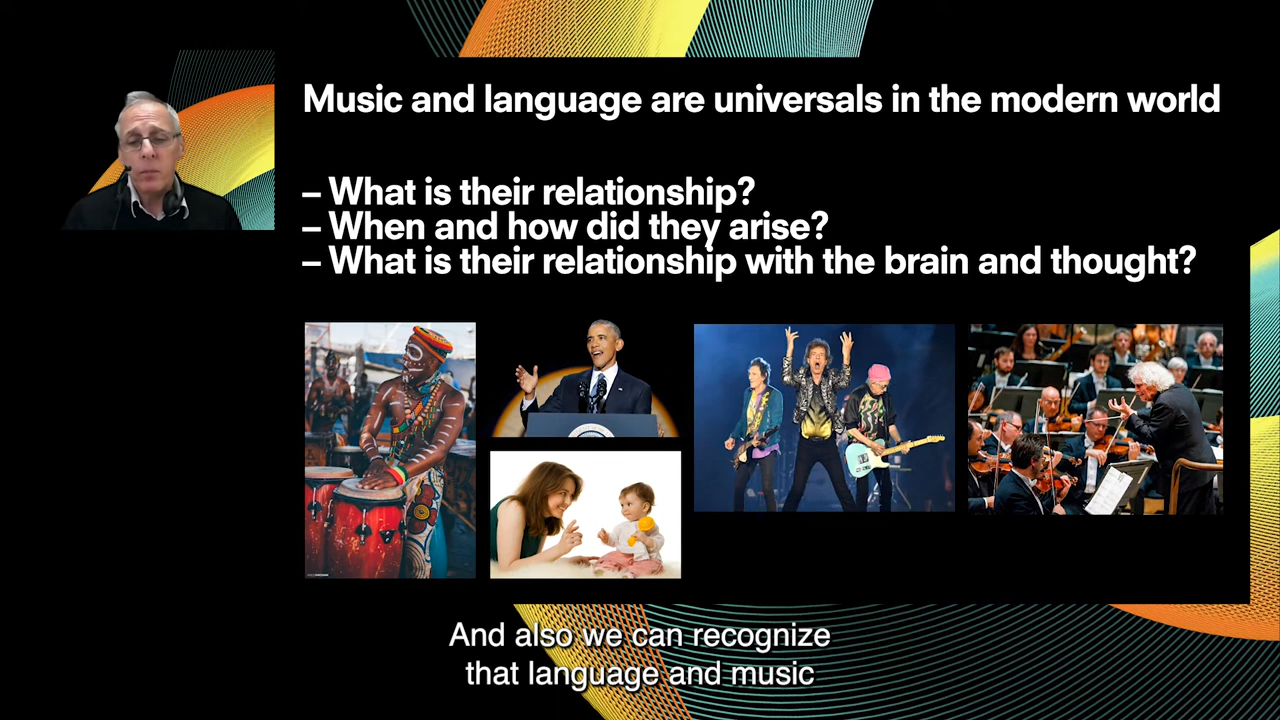 Music and language are universals in the modern world
– What is their relationship?
– When and how did they arise?
– What is their relationship with the brain and thought?
And also we can recognize
that language and music